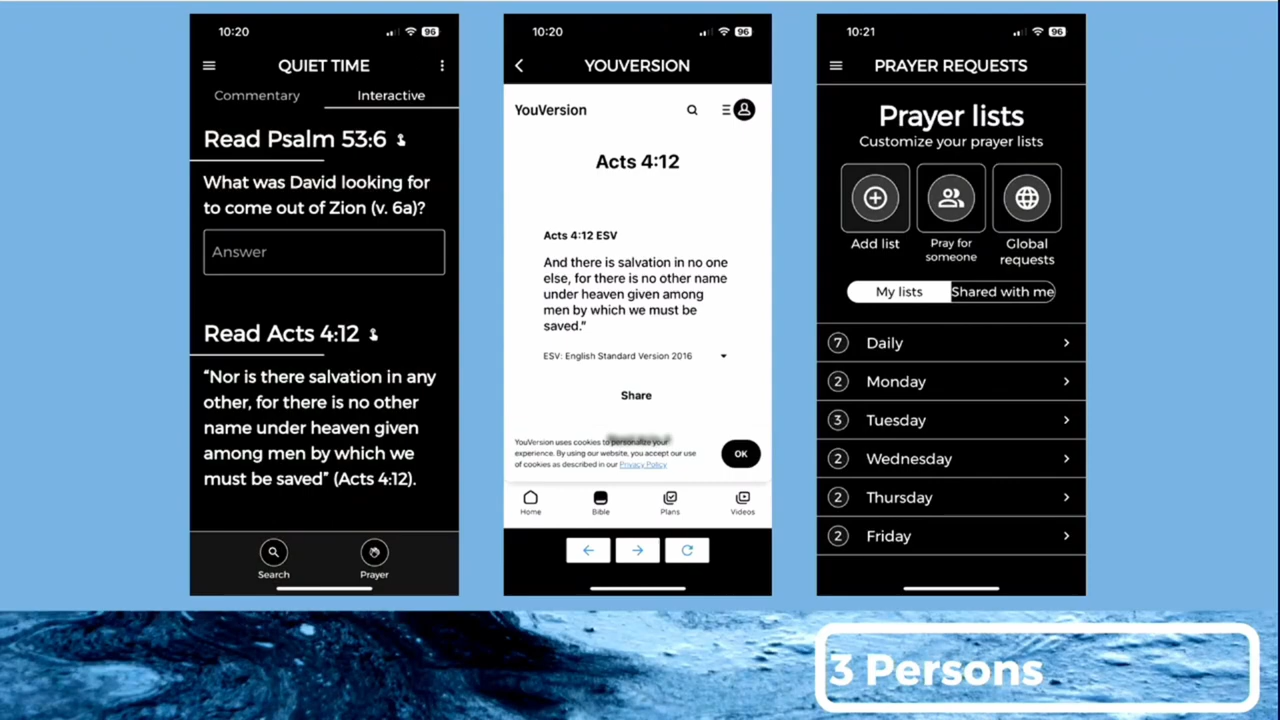 10:20
96
QUIET TIME
Commentary
Interactive
Read Psalm 53:6
What was David looking for
to come out of Zion (v. 6a)?
Answer
Read Acts 4:12
“Nor is there salvation in any
other, for there is no other
name under heaven given
among men by which we
must be saved” (Acts 4:12).
Search
Prayer
10:20
96
YOUVERSION
YouVersion
Acts 4:12
Acts 4:12 ESV
And there is salvation in no one
else, for there is no other name
under heaven given among
men by which we must be
saved.”
ESV: English Standard Version 2016
Share
YouVersion uses cookies to personalize your
experience. By using our website, you accept our use
of cookies as described in our Privacy Policy
OK
Home
Bible
Plans
Videos
10:21
96
PRAYER REQUESTS
Prayer lists
Customize your prayer lists
Add list
Pray for
someone
Global
requests
My lists
Shared with me
7 Daily
2 Monday
3 Tuesday
2 Wednesday
2 Thursday
2 Friday
3 Persons